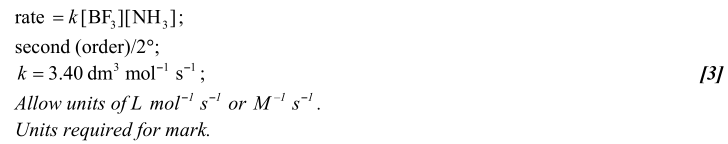 rate = k[BF₃][NH₃];
second (order)/2°;
k = 3.40 dm³ mol⁻¹ s⁻¹; [3]
Allow units of L mol⁻¹ s⁻¹ or M⁻¹ s⁻¹.
Units required for mark.